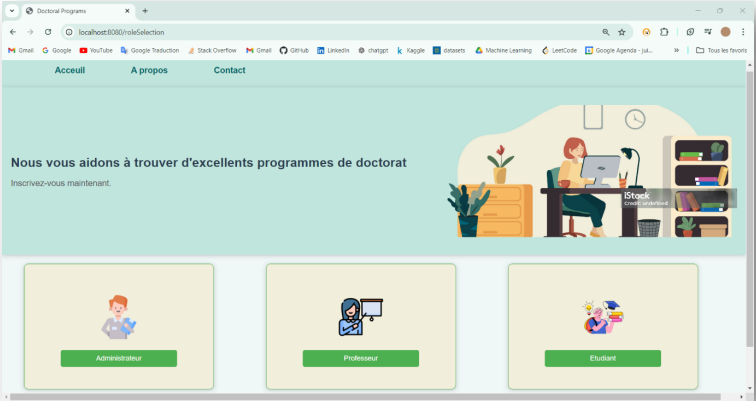 Doctoral Programs
localhost:8080/roleSelection
Gmail Google YouTube Google Traduction Stack Overflow Gmail GitHub LinkedIn chatgpt Kaggle datasets Machine Learning LeetCode Google Agenda - jui... » Tous les favoris
Acceuil A propos Contact
Nous vous aidons à trouver d'excellents programmes de doctorat
Inscrivez-vous maintenant.
iStock
Credit: undefined
Administrateur Professeur Etudiant